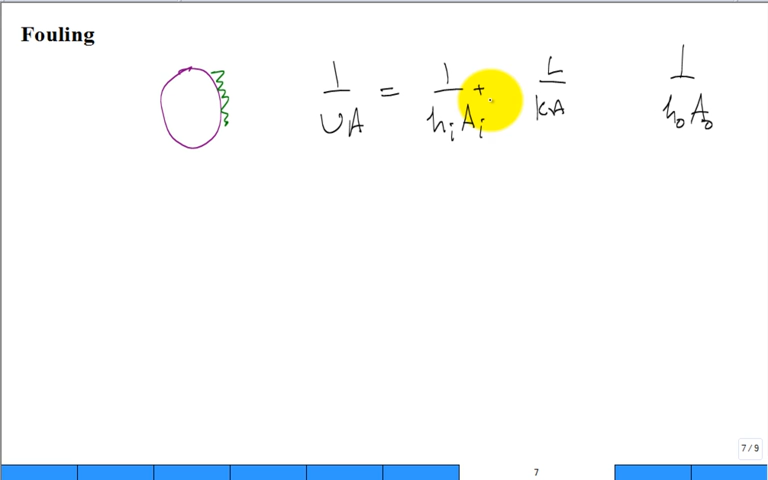 Fouling
1/UA = 1/hᵢAᵢ + L/KA 1/h₀A₀
7/9
7